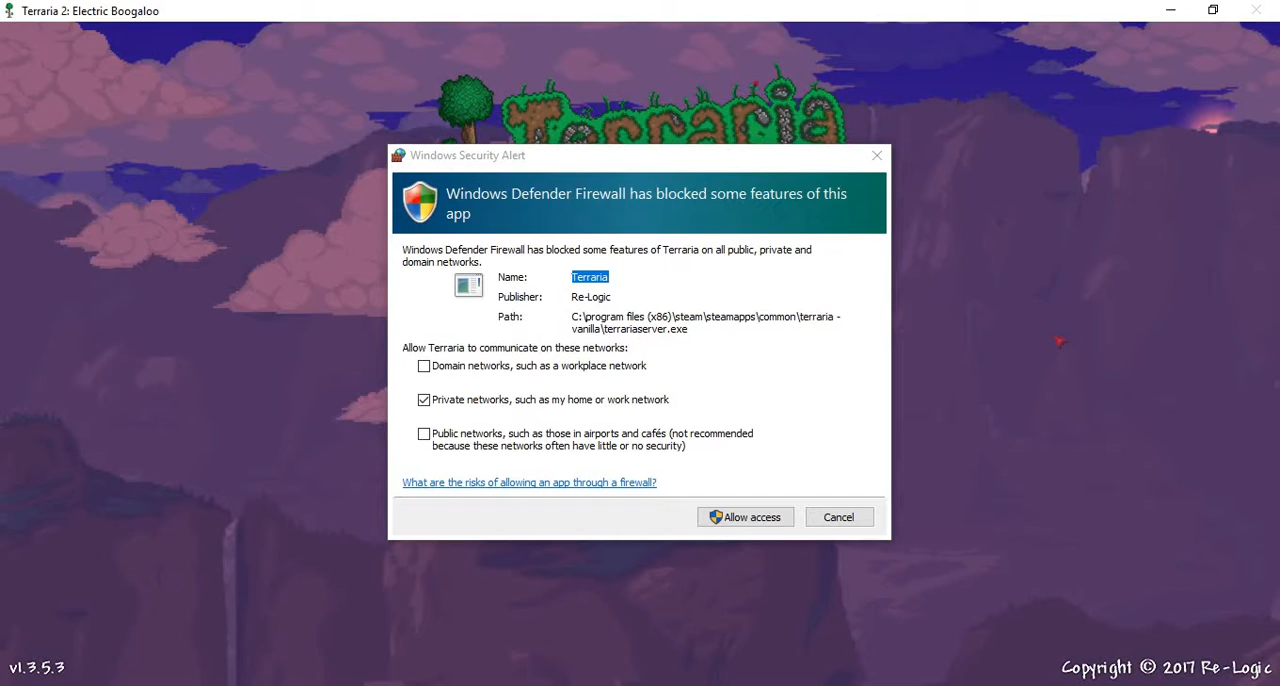 Terraria 2: Electric Boogaloo
Terraria
Windows Security Alert
Windows Defender Firewall has blocked some features of this
app
Windows Defender Firewall has blocked some features of Terraria on all public, private and
domain networks.
Name: Terraria
Publisher: Re-Logic
Path: C:\program files (x86)\steam\steamapps\common\terraria -
vanilla\terrariaserver.exe
Allow Terraria to communicate on these networks:
Domain networks, such as a workplace network
Private networks, such as my home or work network
Public networks, such as those in airports and cafés (not recommended
because these networks often have little or no security)
What are the risks of allowing an app through a firewall?
Allow access Cancel
v1.3.5.3 Copyright © 2017 Re-Logic